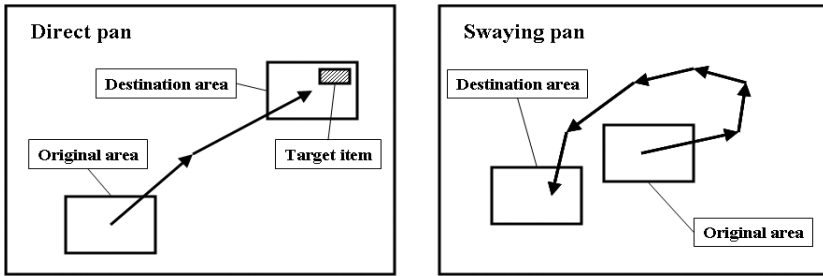 Direct pan
Destination area
Original area
Target item
Swaying pan
Destination area
Original area